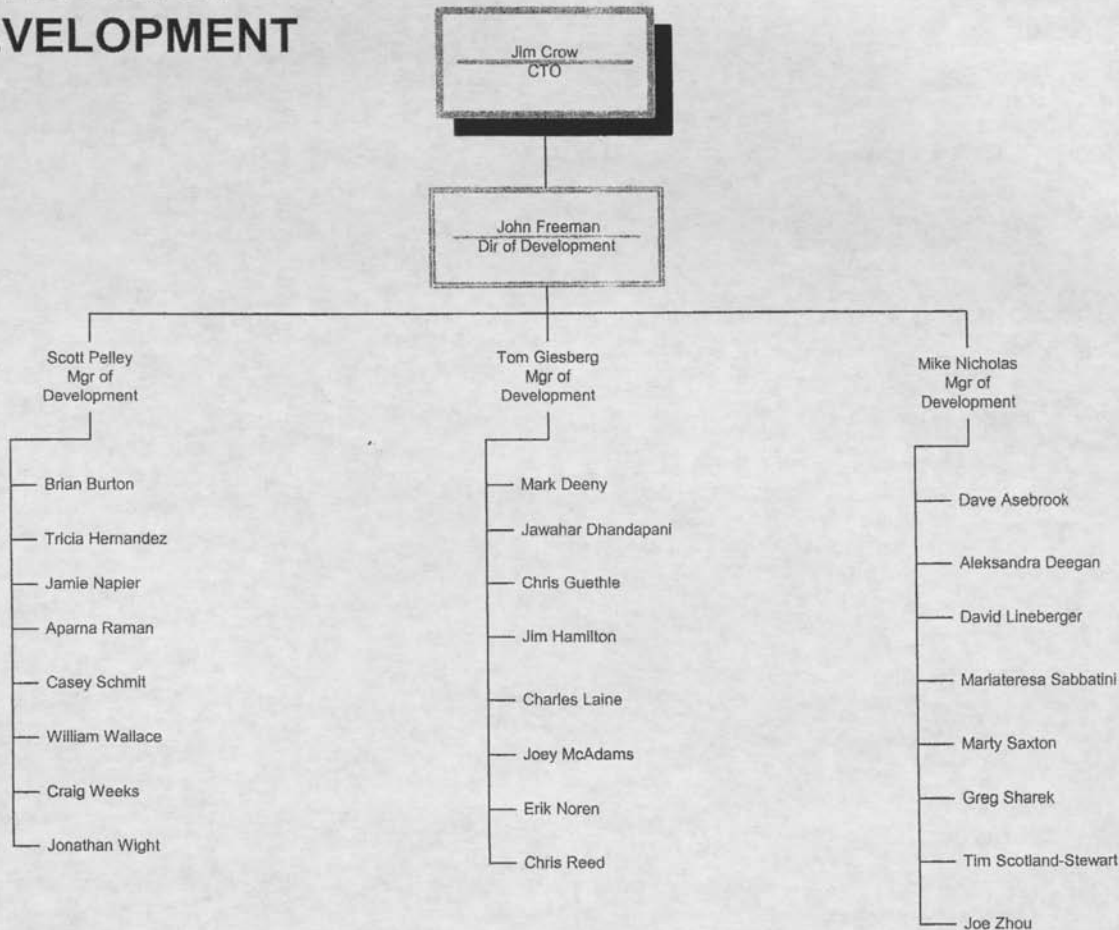 EVELOPMENT
Jim Crow
CTO
John Freeman
Dir of Development
Scott Pelley
Mgr of
Development
Brian Burton
Tricia Hernandez
Jamie Napier
Aparna Raman
Casey Schmit
William Wallace
Craig Weeks
Jonathan Wight
Tom Giesberg
Mgr of
Development
Mark Deeny
Jawahar Dhandapani
Chris Guethle
Jim Hamilton
Charles Laine
Joey McAdams
Erik Noren
Chris Reed
Mike Nicholas
Mgr of
Development
Dave Asebrook
Aleksandra Deegan
David Lineberger
Mariateresa Sabbatini
Marty Saxton
Greg Sharek
Tim Scotland-Stewart
Joe Zhou